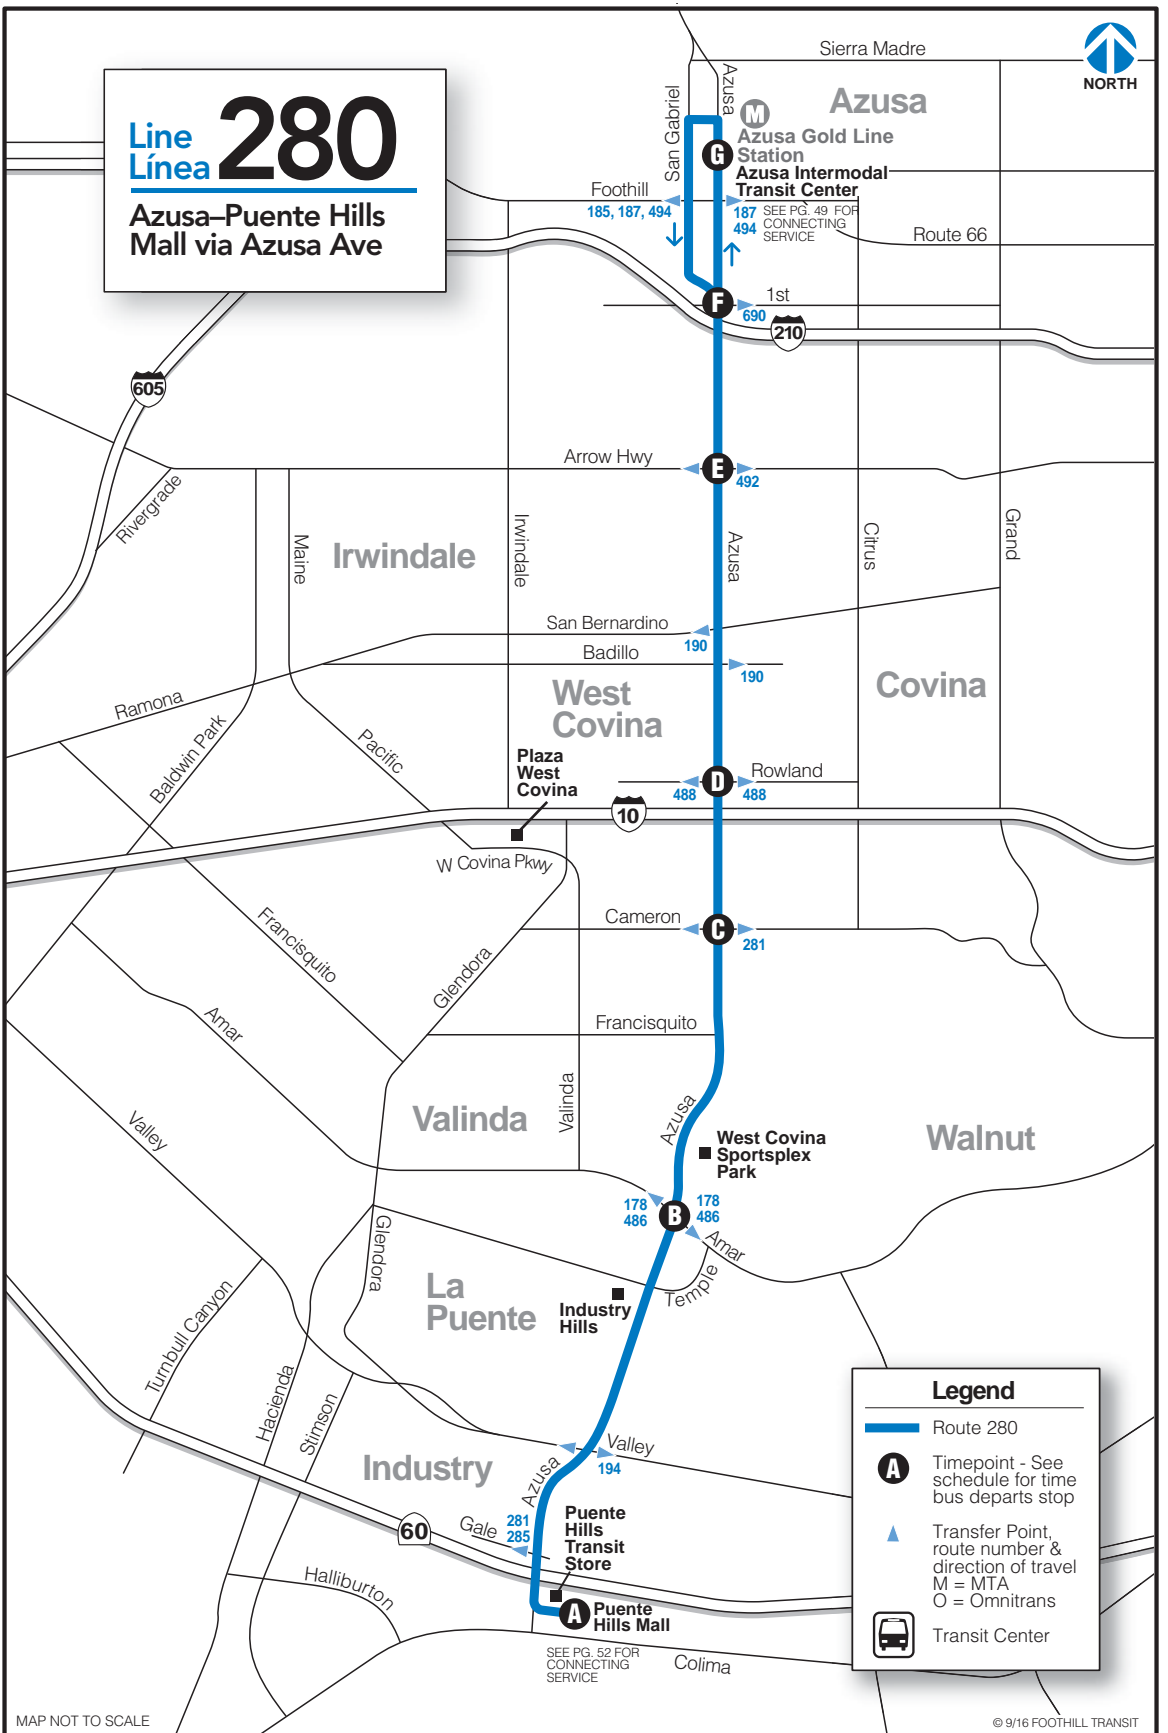 Sierra Madre
NORTH
Azusa
San Gabriel
Azusa
M
Azusa Gold Line
Station
G
Azusa Intermodal
Transit Center
Line
Línea
280
Azusa–Puente Hills
Mall via Azusa Ave
Foothill
185, 187, 494
187
494
SEE PG. 49 FOR
CONNECTING
SERVICE
Route 66
F
1st
690
210
605
Arrow Hwy
E
492
Rivergrade
Maine
Irwindale
Irwindale
Azusa
Citrus
Grand
San Bernardino
190
Badillo
190
Ramona
West
Covina
Covina
Baldwin Park
Pacific
Plaza
West
Covina
D
Rowland
488
488
10
W Covina Pkwy
Cameron
C
281
Francisquito
Glendora
Amar
Francisquito
Valinda
Valinda
Valley
Azusa
Walnut
West Covina
Sportsplex
Park
178
486
B
178
486
Amar
Temple
Glendora
La
Puente
Industry
Hills
Turnbull Canyon
Hacienda
Stimson
Valley
194
Industry
Azusa
60
Gale
281
285
Puente
Hills
Transit
Store
Halliburton
A
Puente
Hills Mall
SEE PG. 52 FOR
CONNECTING
SERVICE
Colima
Legend
Route 280
A
Timepoint - See
schedule for time
bus departs stop
Transfer Point,
route number &
direction of travel
M = MTA
O = Omnitrans
Transit Center
MAP NOT TO SCALE
© 9/16 FOOTHILL TRANSIT